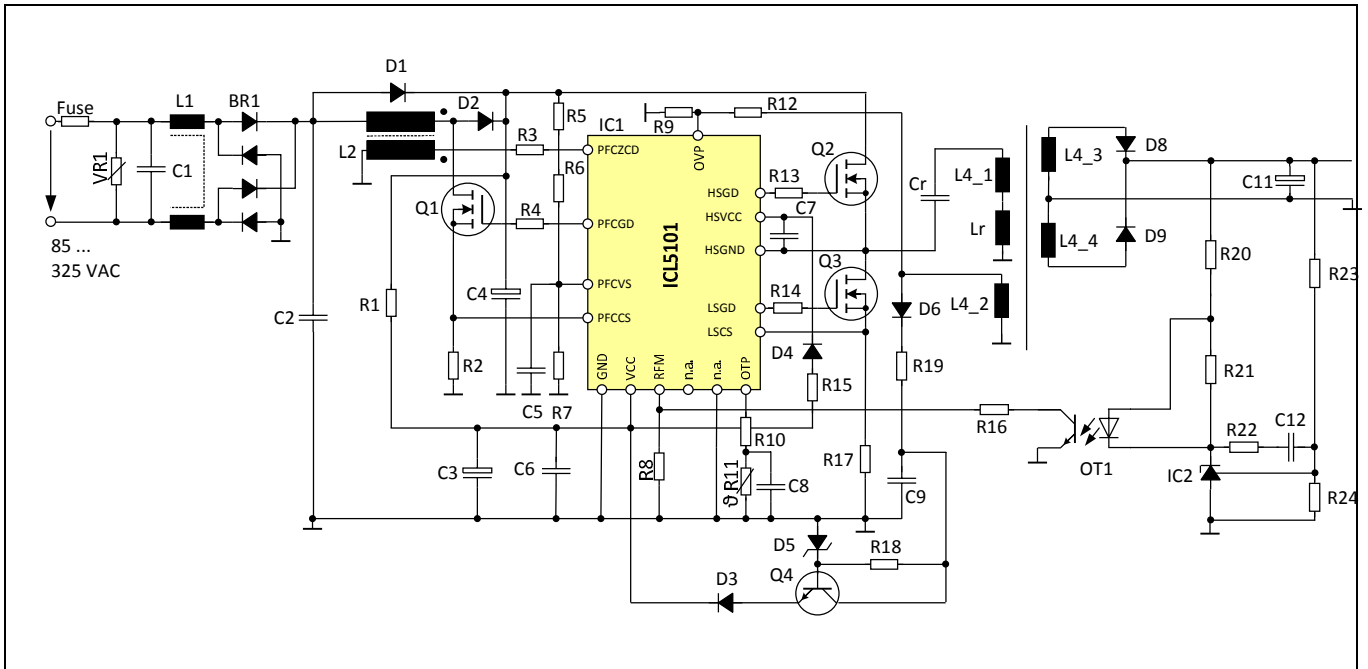 D1
Fuse
L1
BR1
D2
R5
IC1
R9
R12
VR1
C1
L2
R3
PFCZCD
OVP
Q2
D8
R6
HSGD
R13
Cr
L4_1
L4_3
C11
Q1
R4
PFCGD
HSVCC
C7
Lr
85 ...
325 VAC
HSGND
L4_4
D9
R20
R23
ICL5101
Q3
C4
PFCVS
LSGD
R14
R1
C2
PFCCS
LSCS
D6
L4_2
R2
GND
VCC
RFM
n.a.
n.a.
OTP
D4
R19
R21
C5
R7
R15
R16
R10
R22
C12
C3
C6
R8
ϑ R11
C8
R17
C9
OT1
IC2
R24
D5
R18
Q4
D3